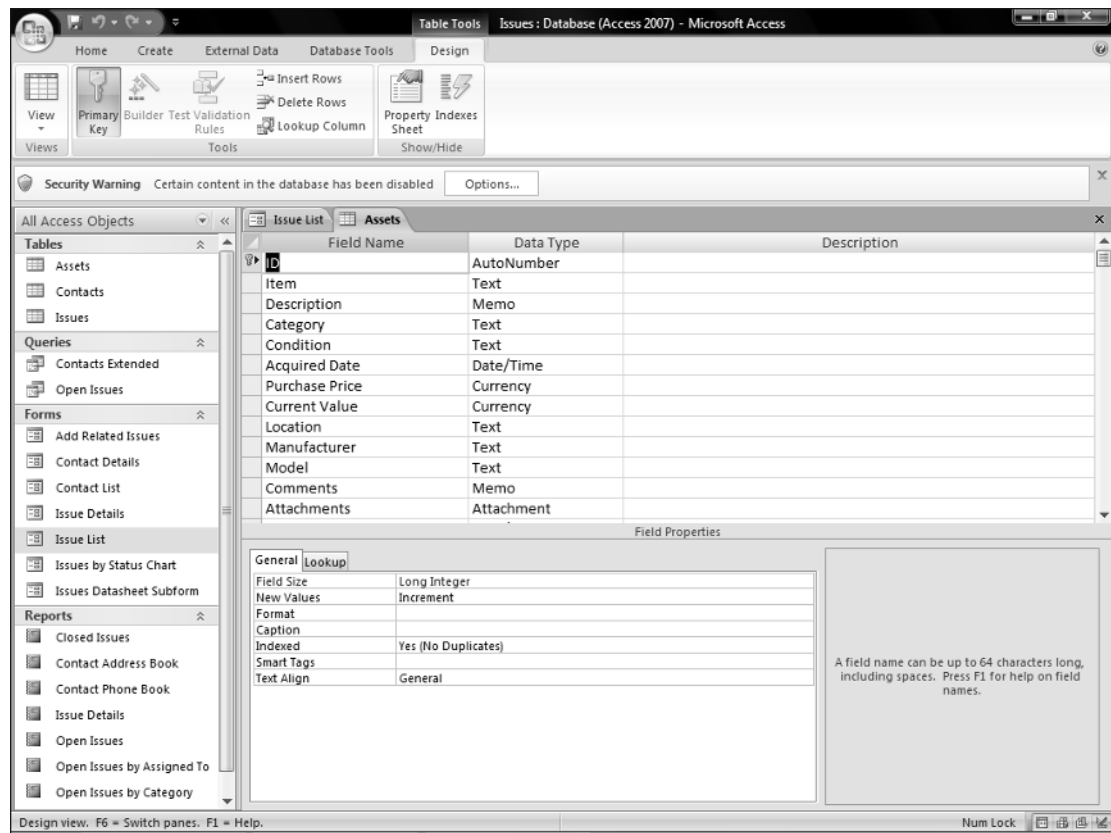 Table Tools Issues : Database (Access 2007) - Microsoft Access
Home Create External Data Database Tools Design
View
Primary Key
Builder
Test Validation Rules
Insert Rows
Delete Rows
Lookup Column
Property Sheet
Indexes
Views Tools Show/Hide
Security Warning Certain content in the database has been disabled Options...
All Access Objects
Tables
Assets
Contacts
Issues
Queries
Contacts Extended
Open Issues
Forms
Add Related Issues
Contact Details
Contact List
Issue Details
Issue List
Issues by Status Chart
Issues Datasheet Subform
Reports
Closed Issues
Contact Address Book
Contact Phone Book
Issue Details
Open Issues
Open Issues by Assigned To
Open Issues by Category
Issue List Assets
Field Name Data Type Description
ID AutoNumber
Item Text
Description Memo
Category Text
Condition Text
Acquired Date Date/Time
Purchase Price Currency
Current Value Currency
Location Text
Manufacturer Text
Model Text
Comments Memo
Attachments Attachment
Field Properties
General Lookup
Field Size Long Integer
New Values Increment
Format
Caption
Indexed Yes (No Duplicates)
Smart Tags
Text Align General
A field name can be up to 64 characters long,
including spaces. Press F1 for help on field
names.
Design view. F6 = Switch panes. F1 = Help. Num Lock